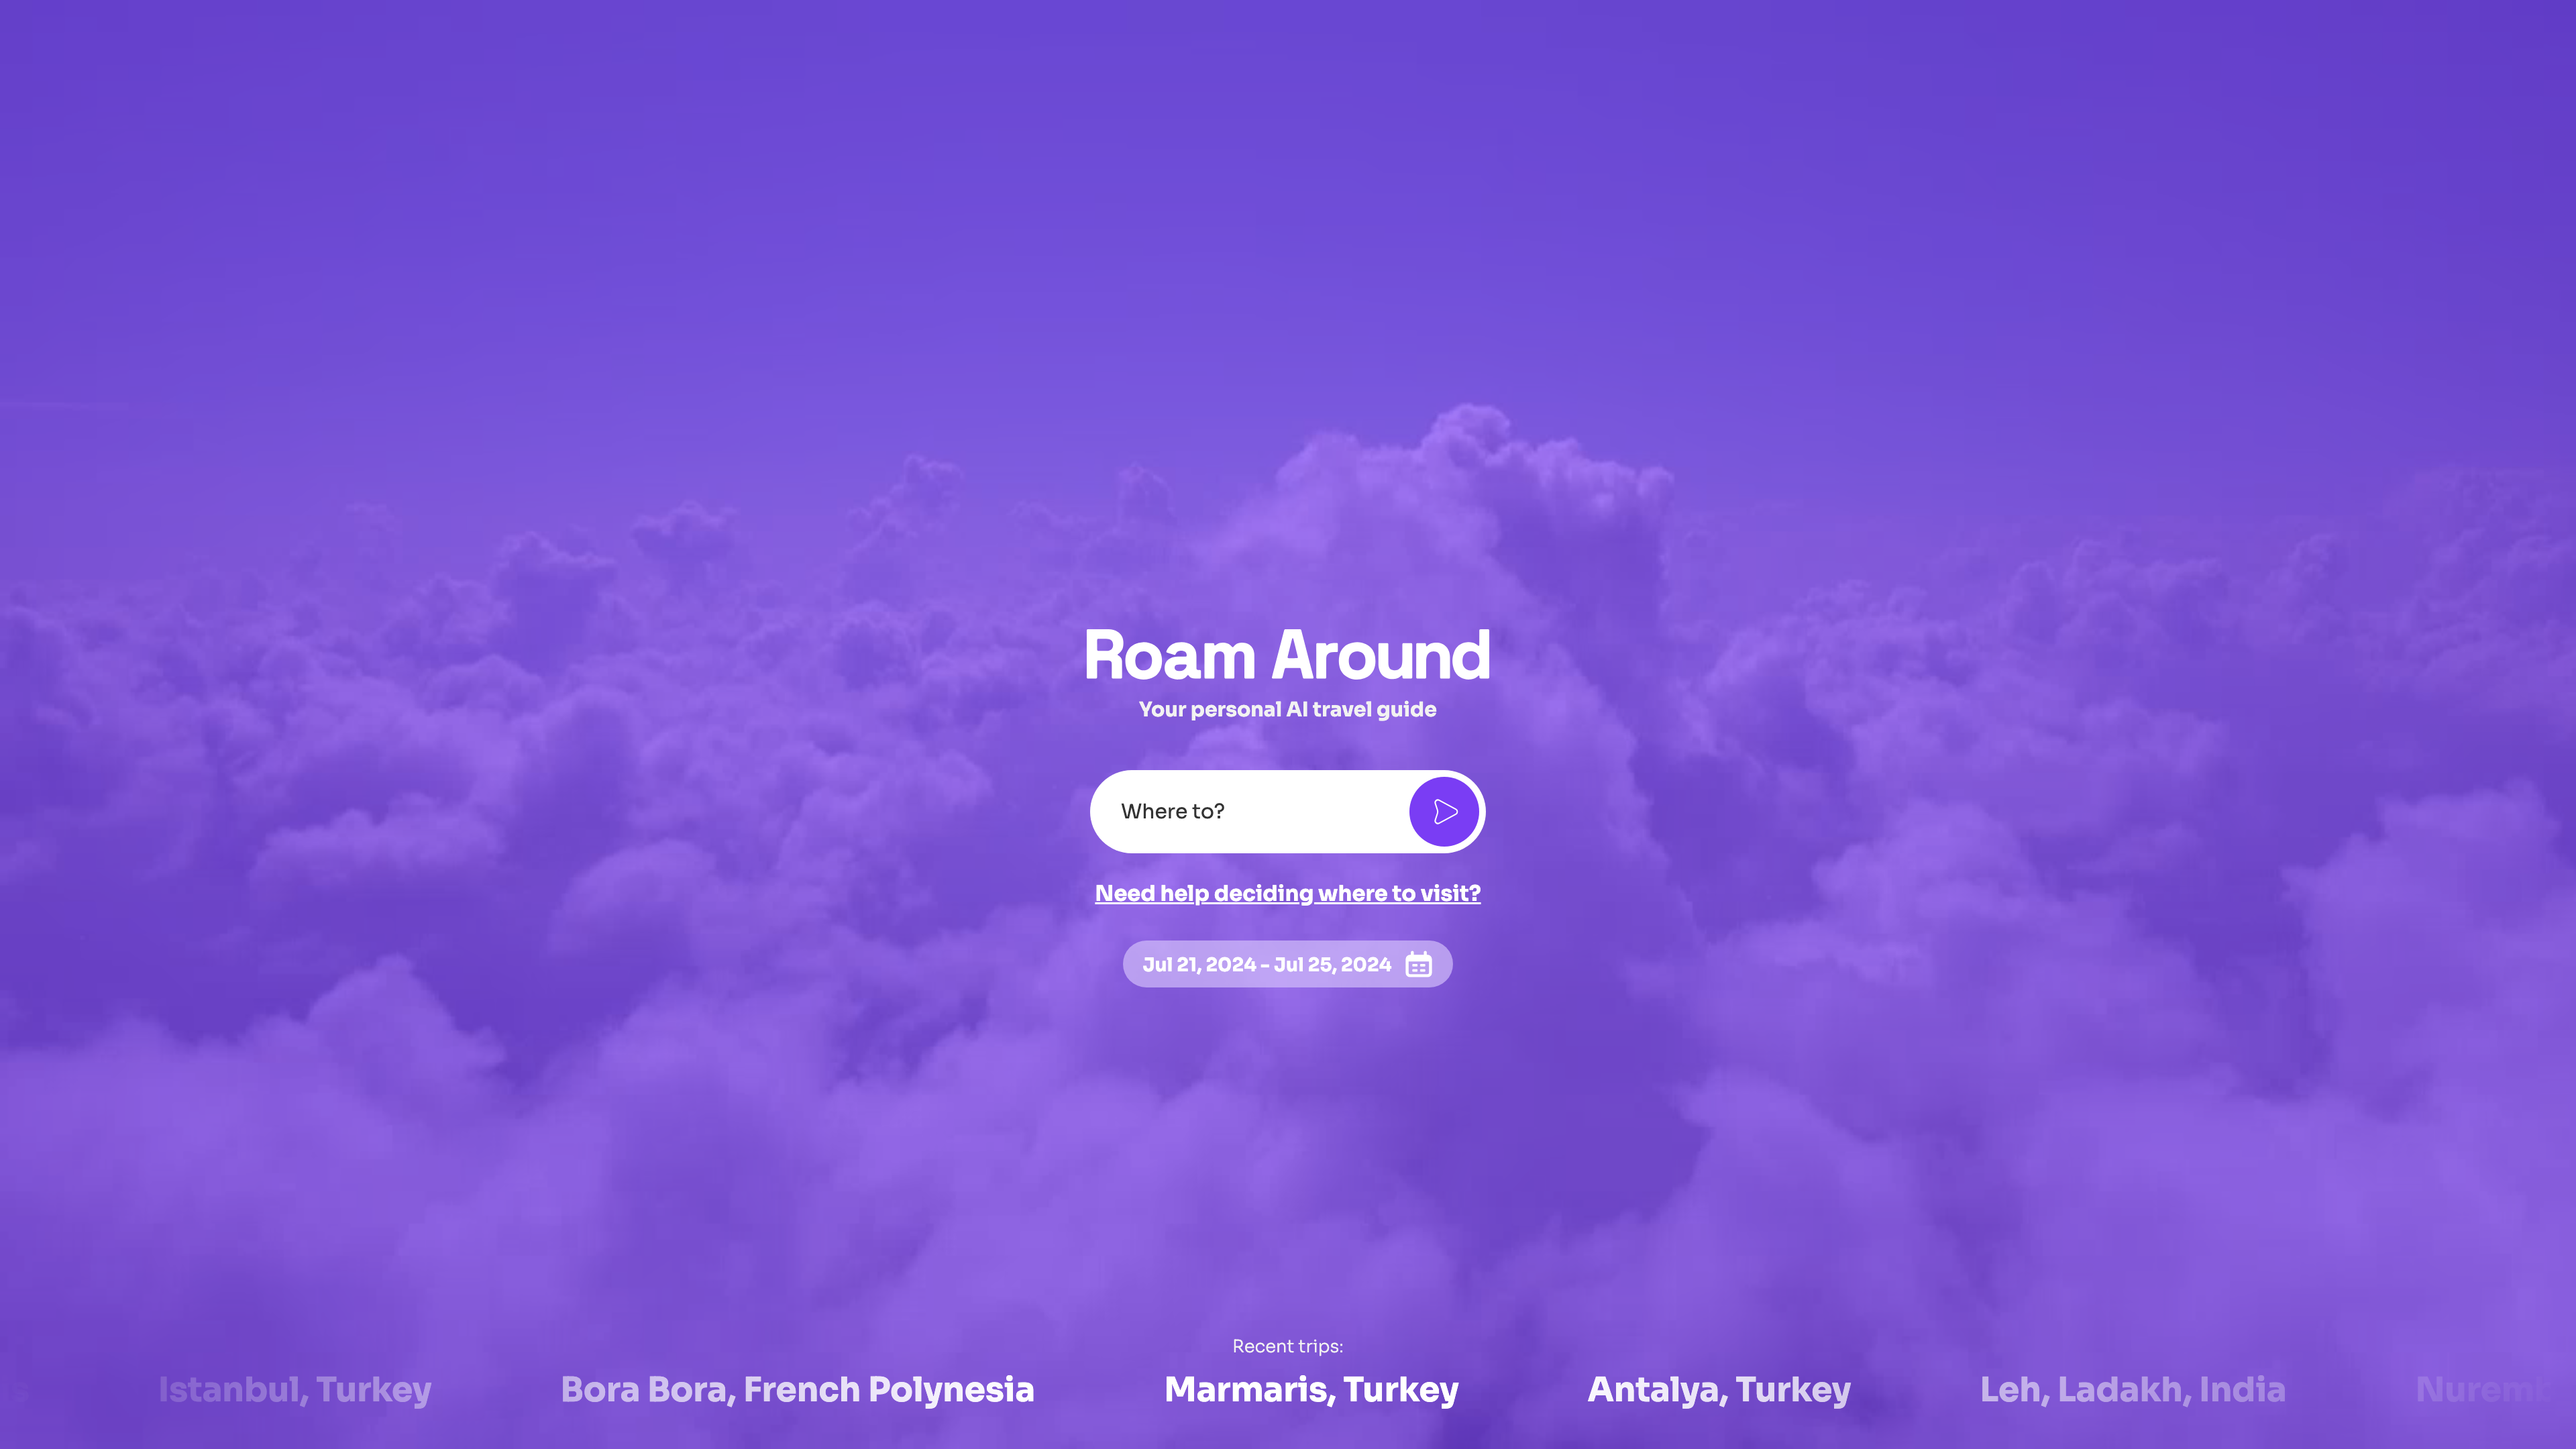 Roam Around
Your personal AI travel guide
Where to?
Need help deciding where to visit?
Jul 21, 2024 - Jul 25, 2024
Recent trips:
Istanbul, Turkey
Bora Bora, French Polynesia
Marmaris, Turkey
Antalya, Turkey
Leh, Ladakh, India